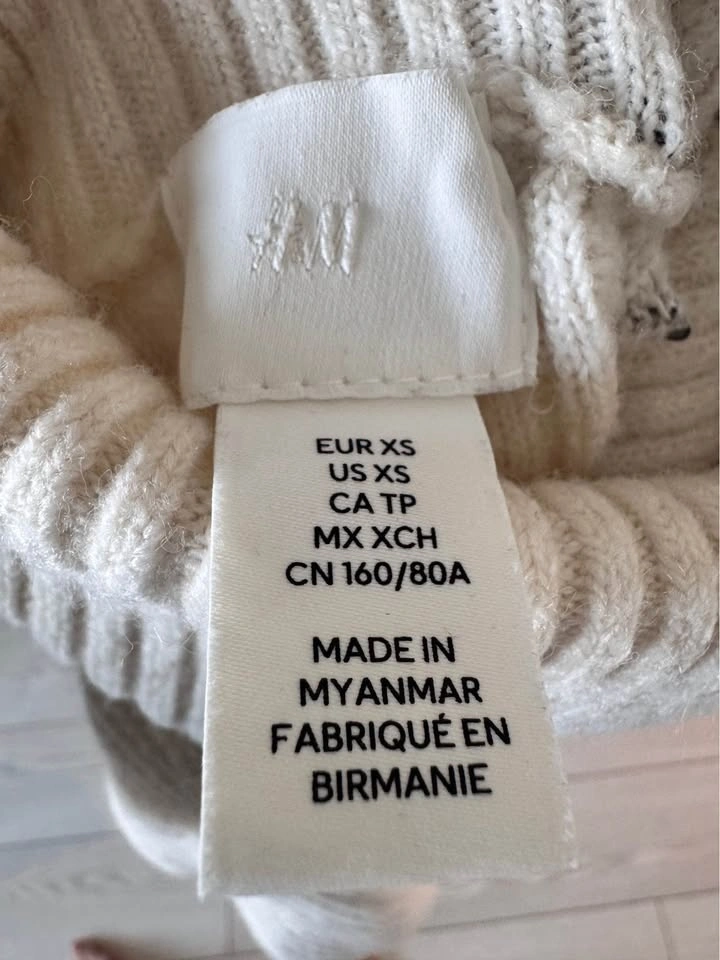 H&M
EUR XS
US XS
CA TP
MX XCH
CN 160/80A
MADE IN
MYANMAR
FABRIQUÉ EN
BIRMANIE